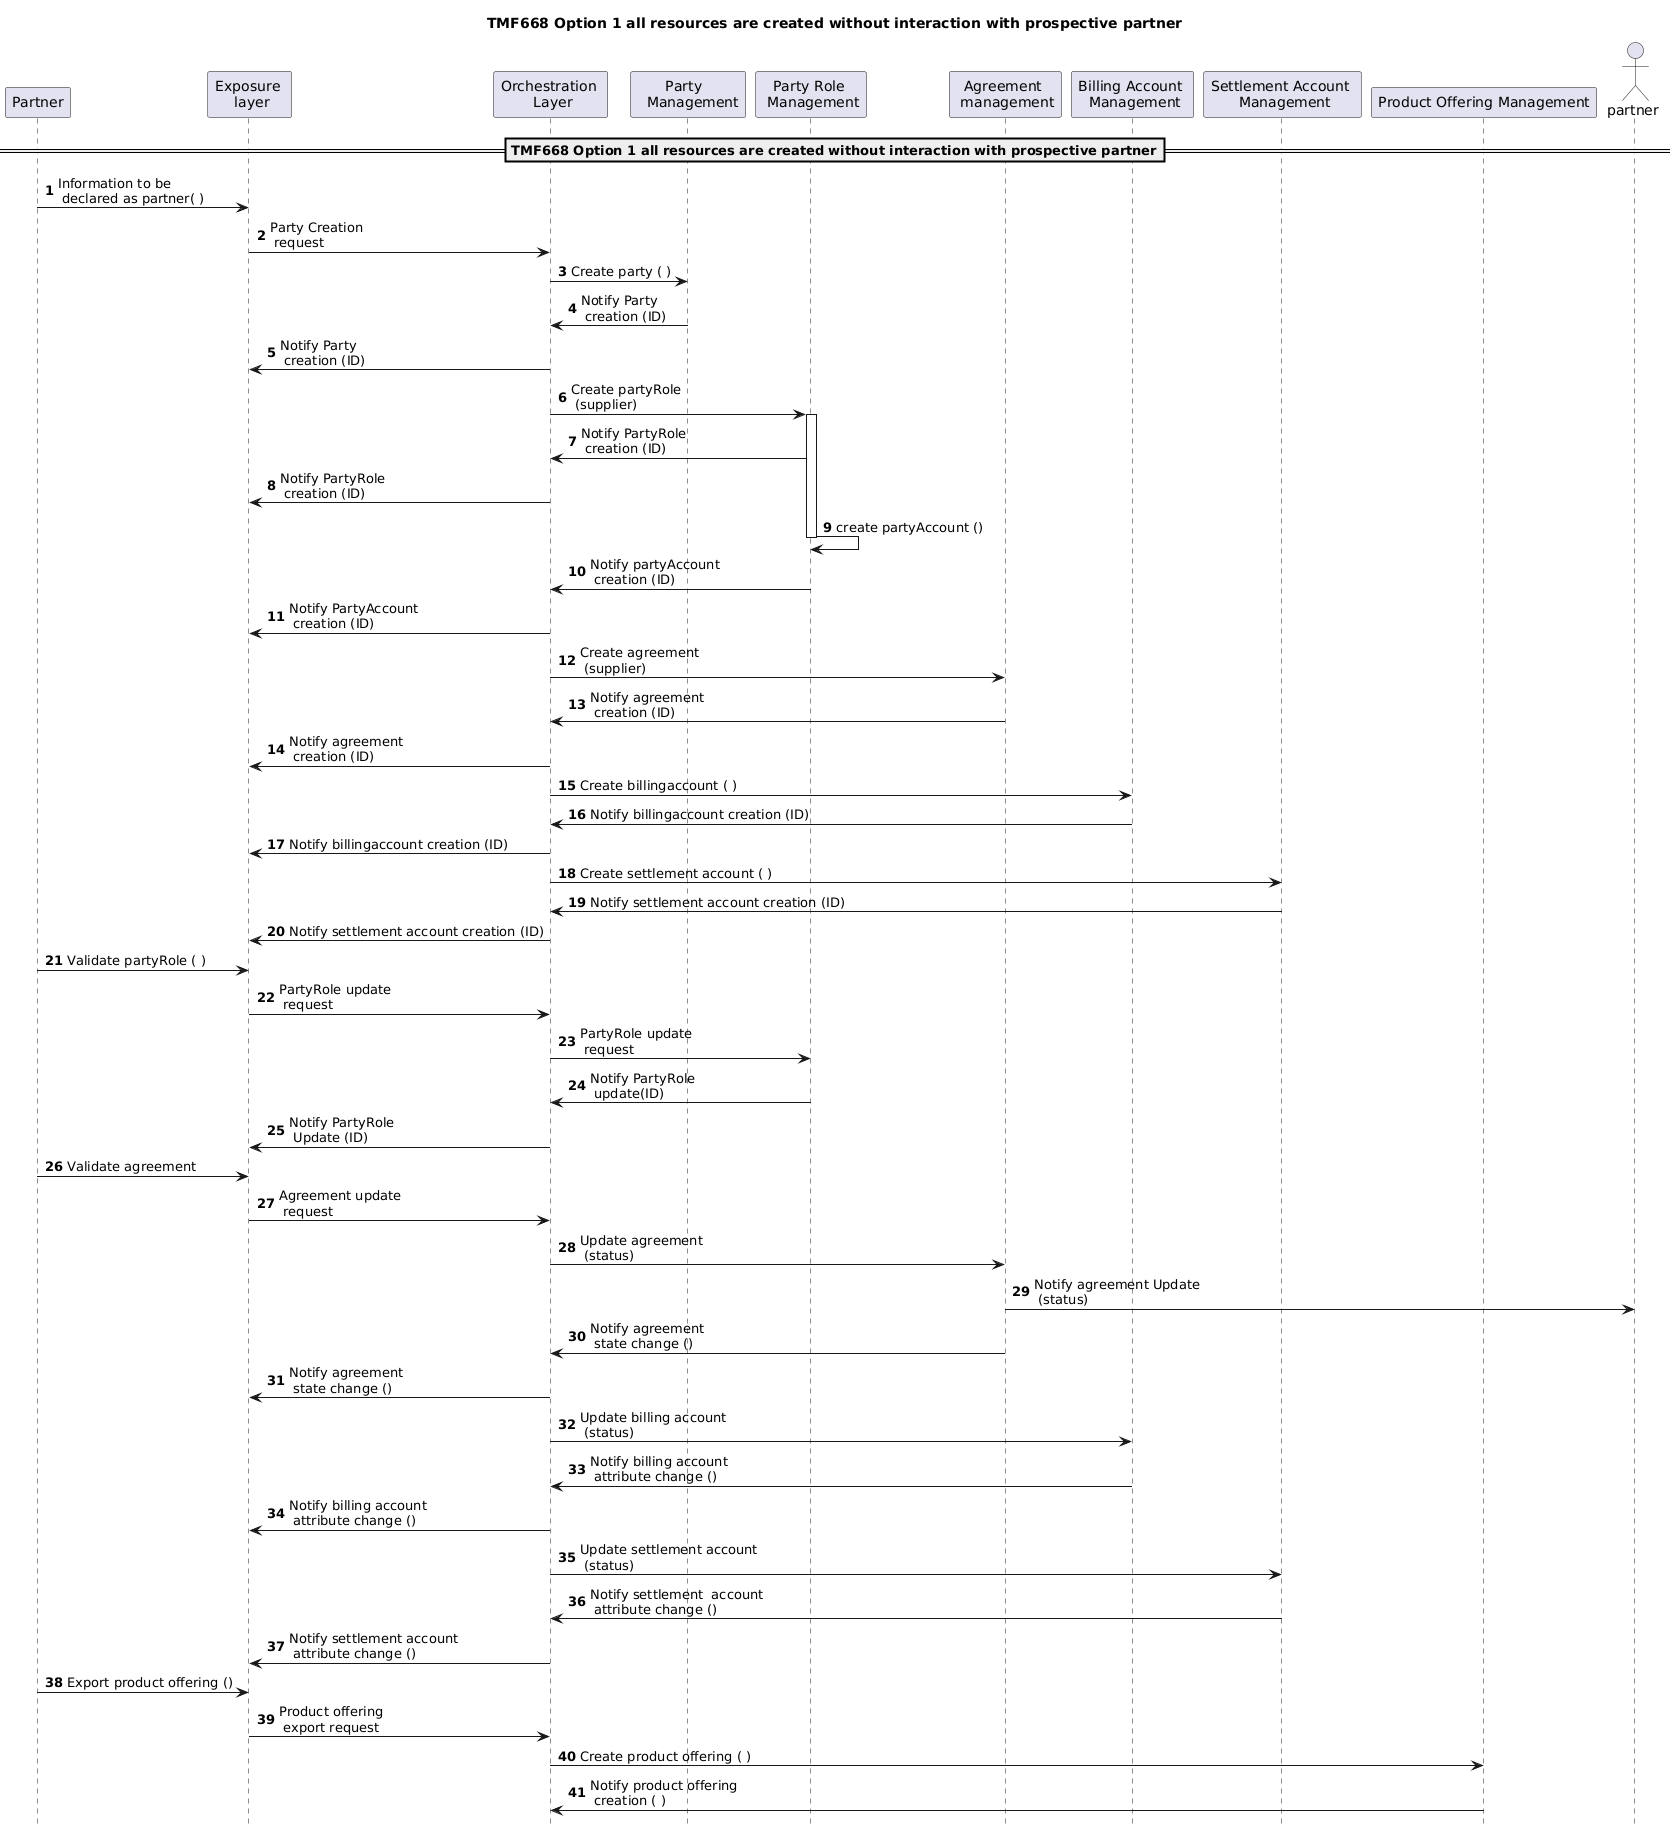 TMF668 Option 1 all resources are created without interaction with prospective partner
Partner
Exposure
layer
Orchestration
Layer
Party
Management
Party Role
Management
Agreement
management
Billing Account
Management
Settlement Account
Management
Product Offering Management
partner
TMF668 Option 1 all resources are created without interaction with prospective partner
1 Information to be
declared as partner( )
2 Party Creation
request
3 Create party ( )
4 Notify Party
creation (ID)
5 Notify Party
creation (ID)
6 Create partyRole
(supplier)
7 Notify PartyRole
creation (ID)
8 Notify PartyRole
creation (ID)
9 create partyAccount ()
10 Notify partyAccount
creation (ID)
11 Notify PartyAccount
creation (ID)
12 Create agreement
(supplier)
13 Notify agreement
creation (ID)
14 Notify agreement
creation (ID)
15 Create billingaccount ( )
16 Notify billingaccount creation (ID)
17 Notify billingaccount creation (ID)
18 Create settlement account ( )
19 Notify settlement account creation (ID)
20 Notify settlement account creation (ID)
21 Validate partyRole ( )
22 PartyRole update
request
23 PartyRole update
request
24 Notify PartyRole
update(ID)
25 Notify PartyRole
Update (ID)
26 Validate agreement
27 Agreement update
request
28 Update agreement
(status)
29 Notify agreement Update
(status)
30 Notify agreement
state change ()
31 Notify agreement
state change ()
32 Update billing account
(status)
33 Notify billing account
attribute change ()
34 Notify billing account
attribute change ()
35 Update settlement account
(status)
36 Notify settlement  account
attribute change ()
37 Notify settlement account
attribute change ()
38 Export product offering ()
39 Product offering
export request
40 Create product offering ( )
41 Notify product offering
creation ( )